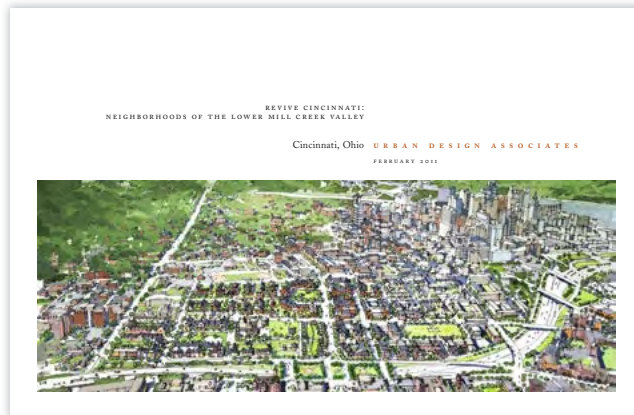 REVIVE CINCINNATI:
NEIGHBORHOODS OF THE LOWER MILL CREEK VALLEY
Cincinnati, Ohio URBAN DESIGN ASSOCIATES
FEBRUARY 2011